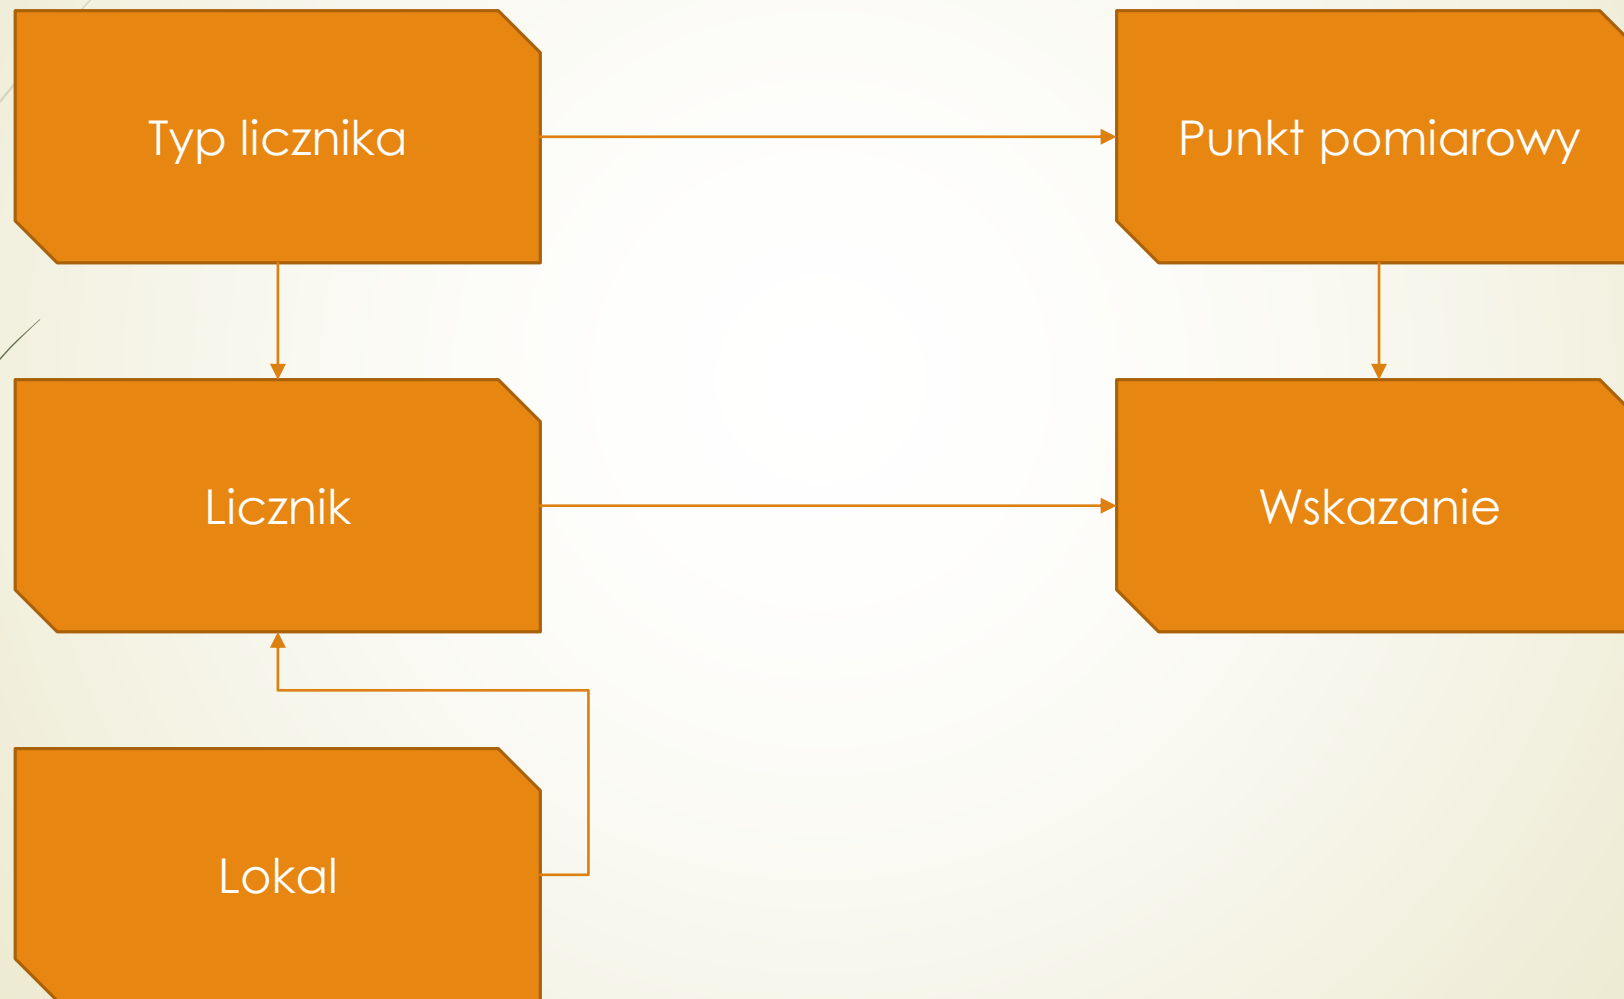 Typ licznika
Punkt pomiarowy
Licznik
Wskazanie
Lokal